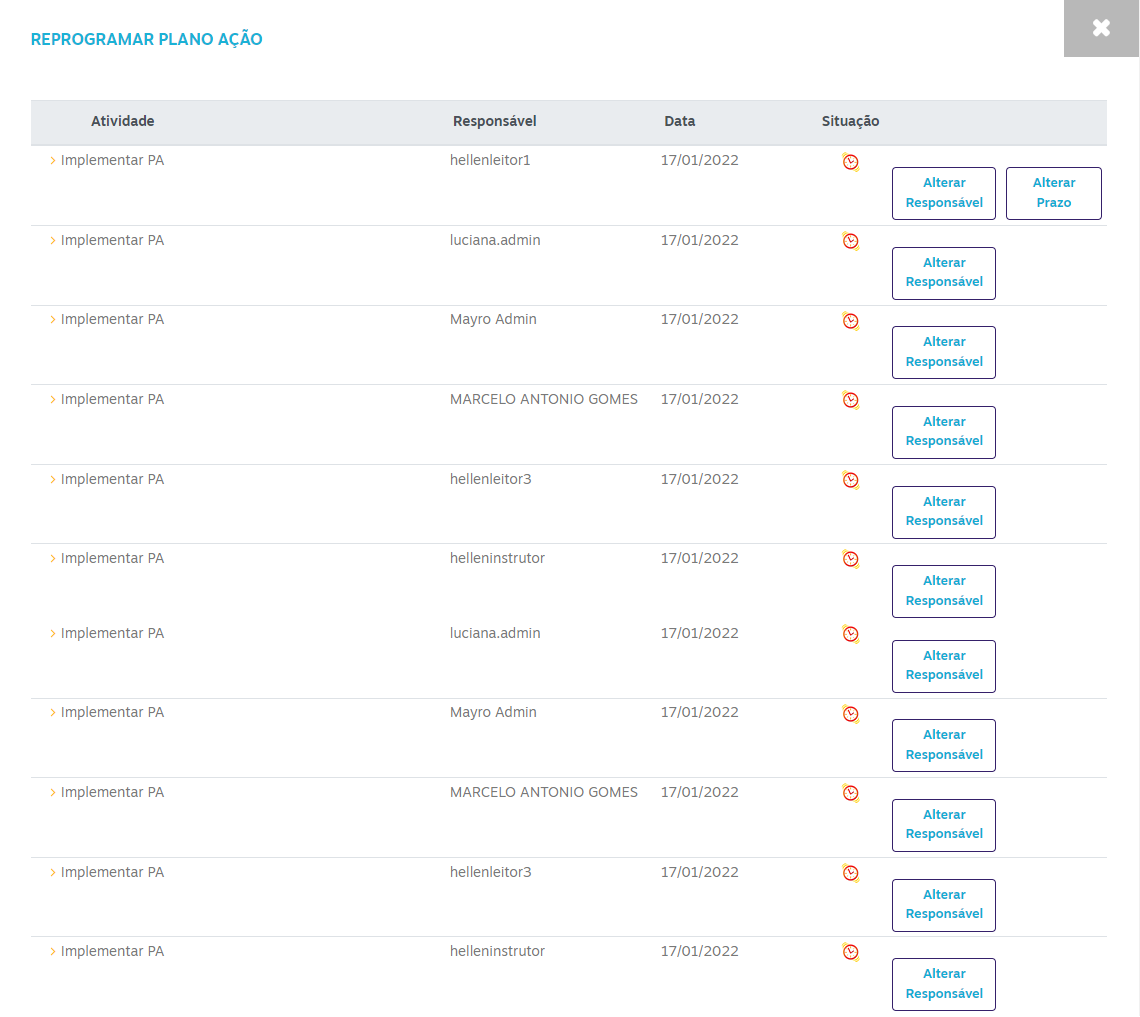 REPROGRAMAR PLANO AÇÃO
Atividade Responsável Data Situação
Implementar PA hellenleitor1 17/01/2022
Alterar Alterar
Responsável Prazo
Implementar PA luciana.admin 17/01/2022
Alterar
Responsável
Implementar PA Mayro Admin 17/01/2022
Alterar
Responsável
Implementar PA MARCELO ANTONIO GOMES 17/01/2022
Alterar
Responsável
Implementar PA hellenleitor3 17/01/2022
Alterar
Responsável
Implementar PA helleninstrutor 17/01/2022
Alterar
Responsável
Implementar PA luciana.admin 17/01/2022
Alterar
Responsável
Implementar PA Mayro Admin 17/01/2022
Alterar
Responsável
Implementar PA MARCELO ANTONIO GOMES 17/01/2022
Alterar
Responsável
Implementar PA hellenleitor3 17/01/2022
Alterar
Responsável
Implementar PA helleninstrutor 17/01/2022
Alterar
Responsável